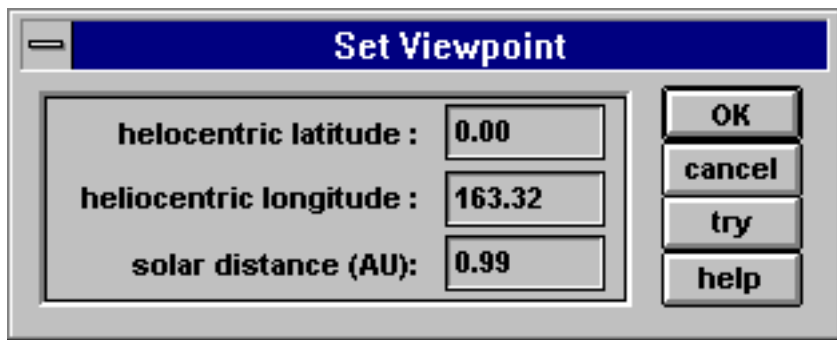 Set Viewpoint
helocentric latitude : 0.00
heliocentric longitude : 163.32
solar distance (AU): 0.99
OK
cancel
try
help